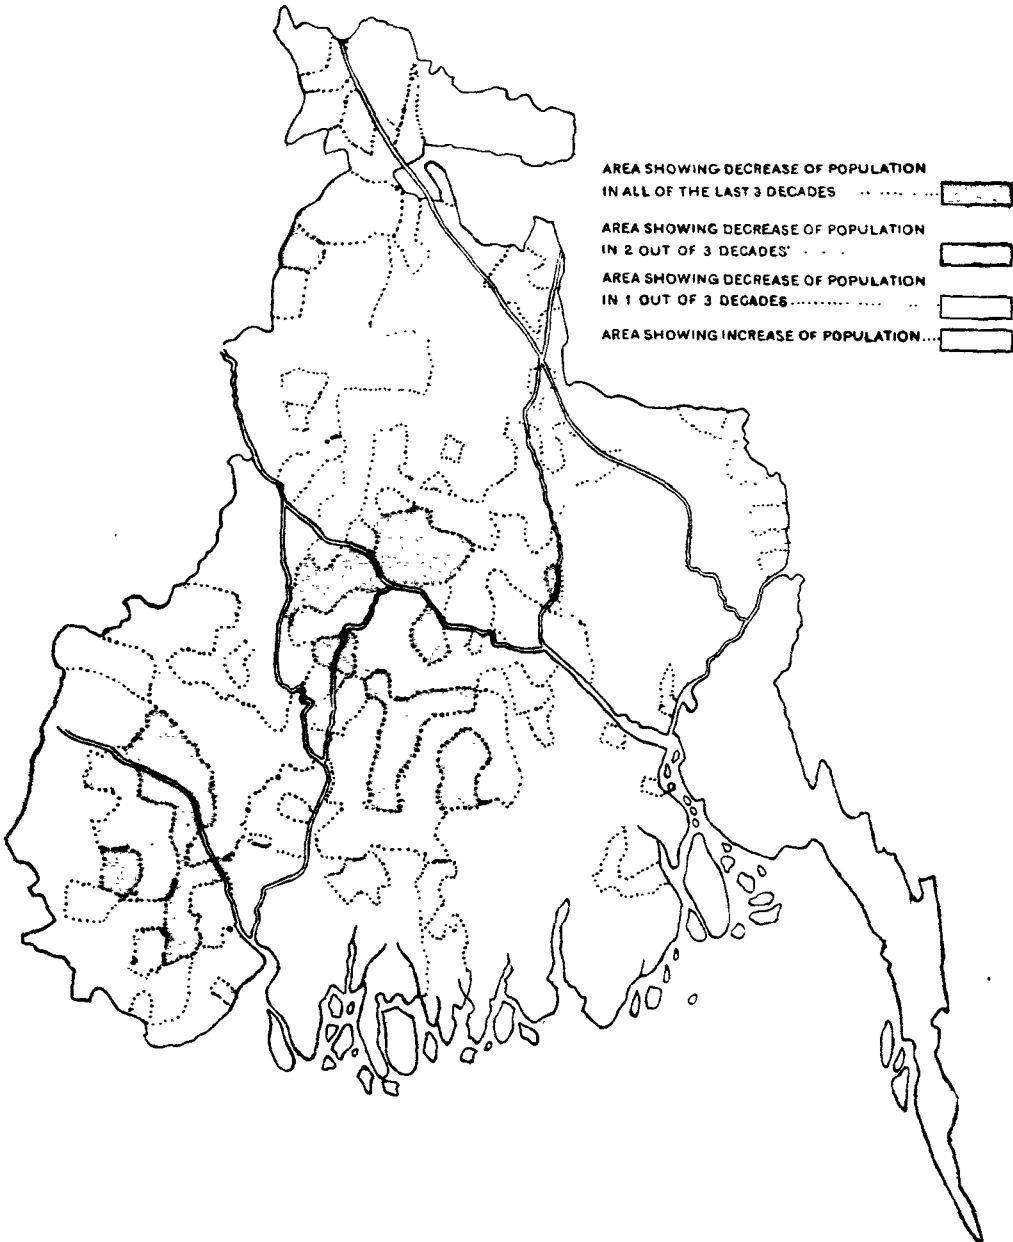 AREA SHOWING DECREASE OF POPULATION
IN ALL OF THE LAST 3 DECADES
AREA SHOWING DECREASE OF POPULATION
IN 2 OUT OF 3 DECADES'
AREA SHOWING DECREASE OF POPULATION
IN 1 OUT OF 3 DECADES
AREA SHOWING INCREASE OF POPULATION